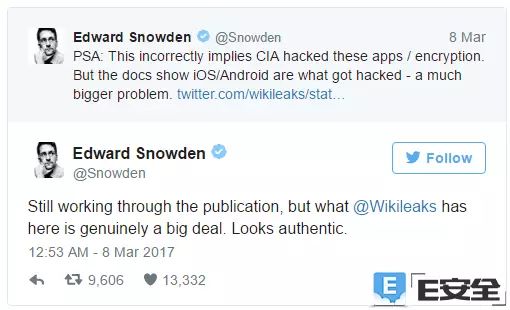 Edward Snowden @Snowden 8 Mar
PSA: This incorrectly implies CIA hacked these apps / encryption.
But the docs show iOS/Android are what got hacked - a much
bigger problem. twitter.com/wikileaks/stat…
Edward Snowden
@Snowden
Follow
Still working through the publication, but what @Wikileaks has
here is genuinely a big deal. Looks authentic.
12:53 AM - 8 Mar 2017
9,606 13,332
E E安全